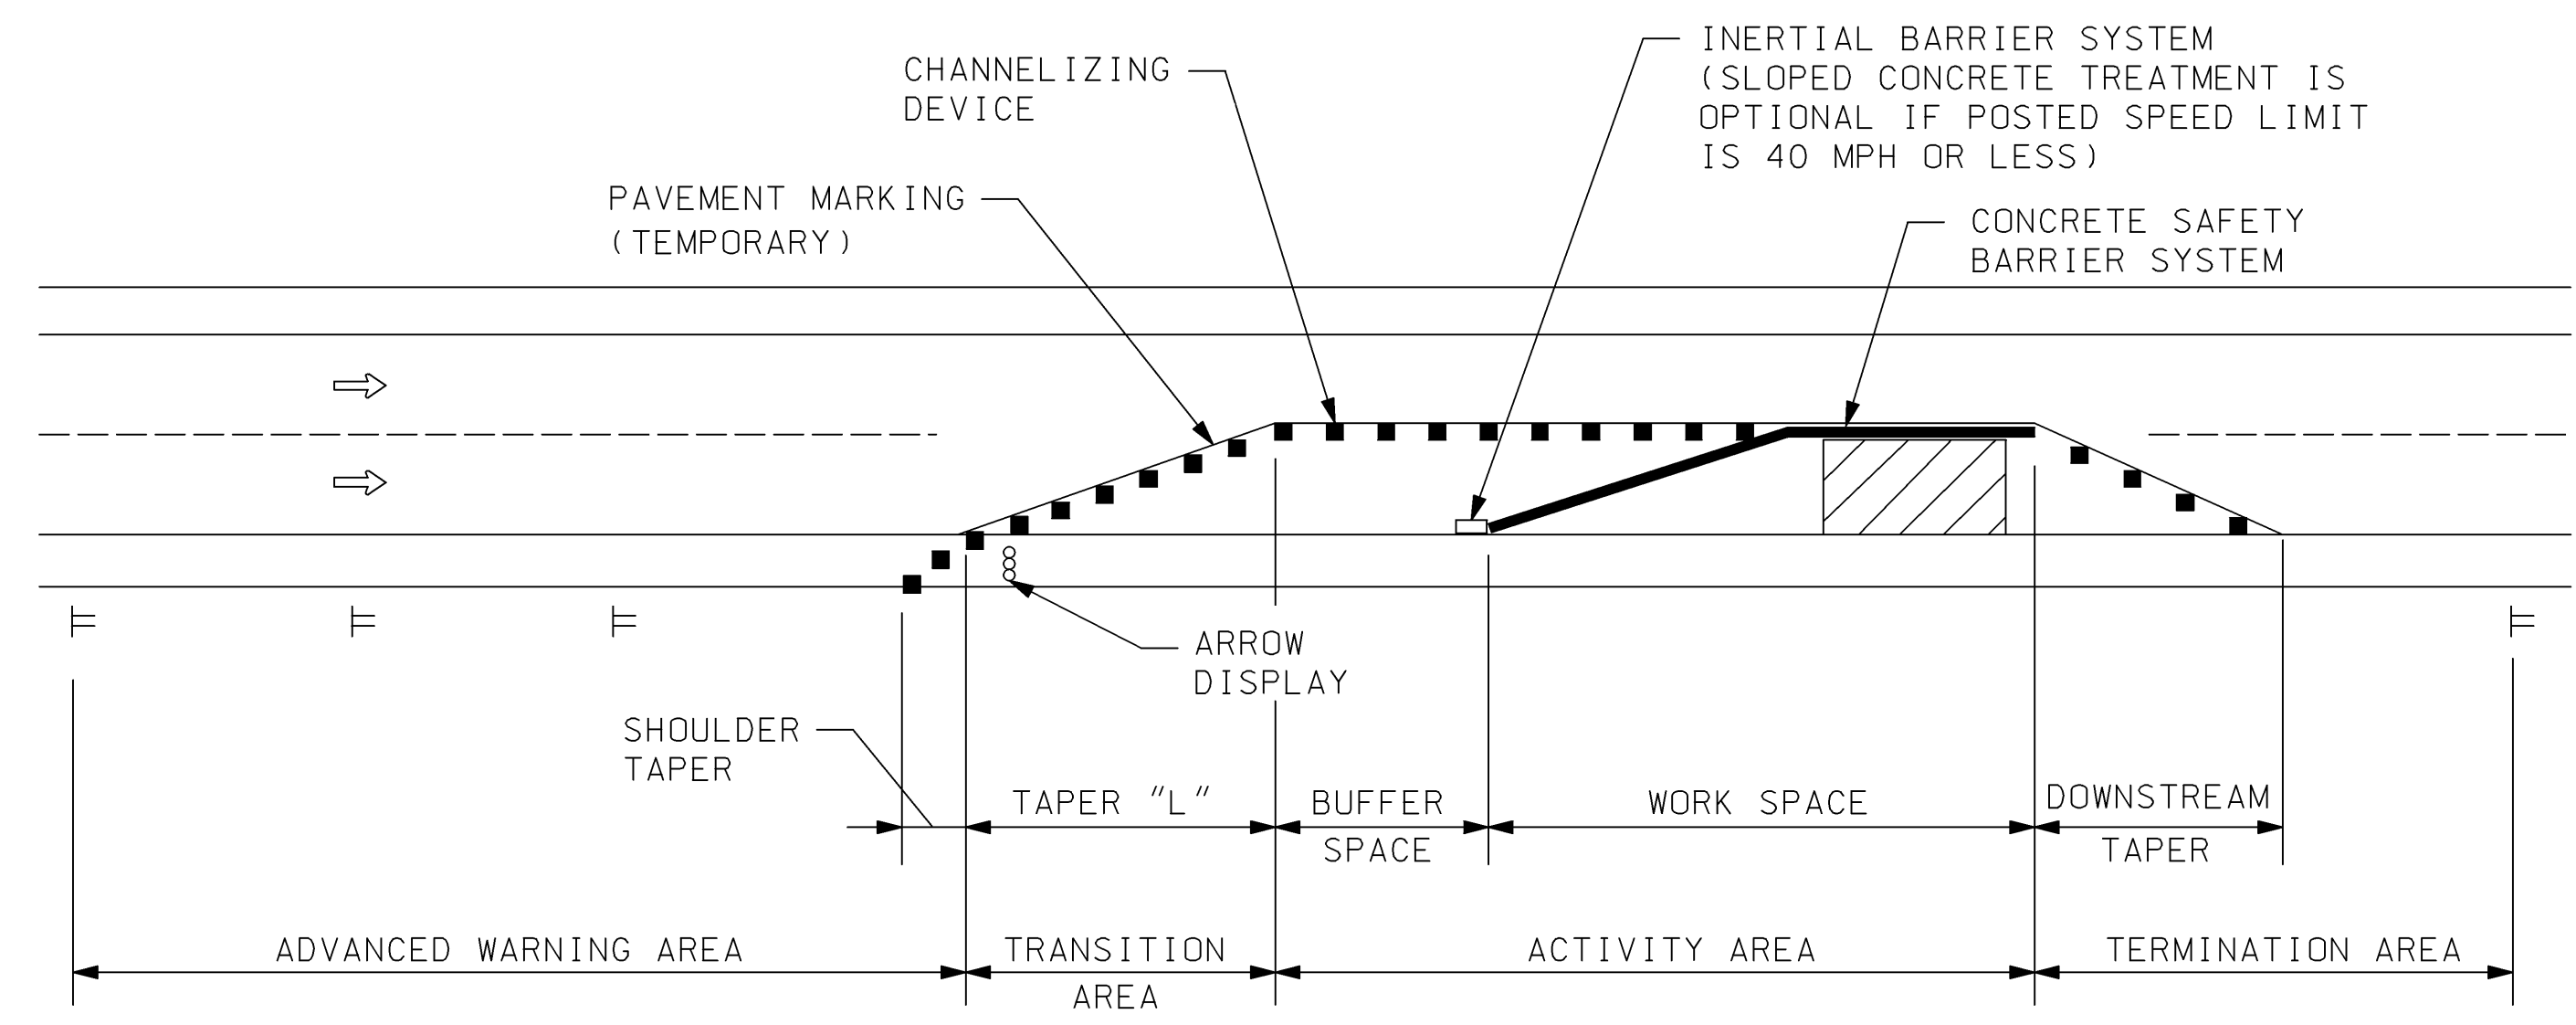 INERTIAL BARRIER SYSTEM
(SLOPED CONCRETE TREATMENT IS
OPTIONAL IF POSTED SPEED LIMIT
IS 40 MPH OR LESS)
CHANNELIZING
DEVICE
PAVEMENT MARKING
(TEMPORARY)
CONCRETE SAFETY
BARRIER SYSTEM
ARROW
DISPLAY
SHOULDER
TAPER
TAPER "L"
BUFFER
SPACE
WORK SPACE
DOWNSTREAM
TAPER
ADVANCED WARNING AREA
TRANSITION
AREA
ACTIVITY AREA
TERMINATION AREA